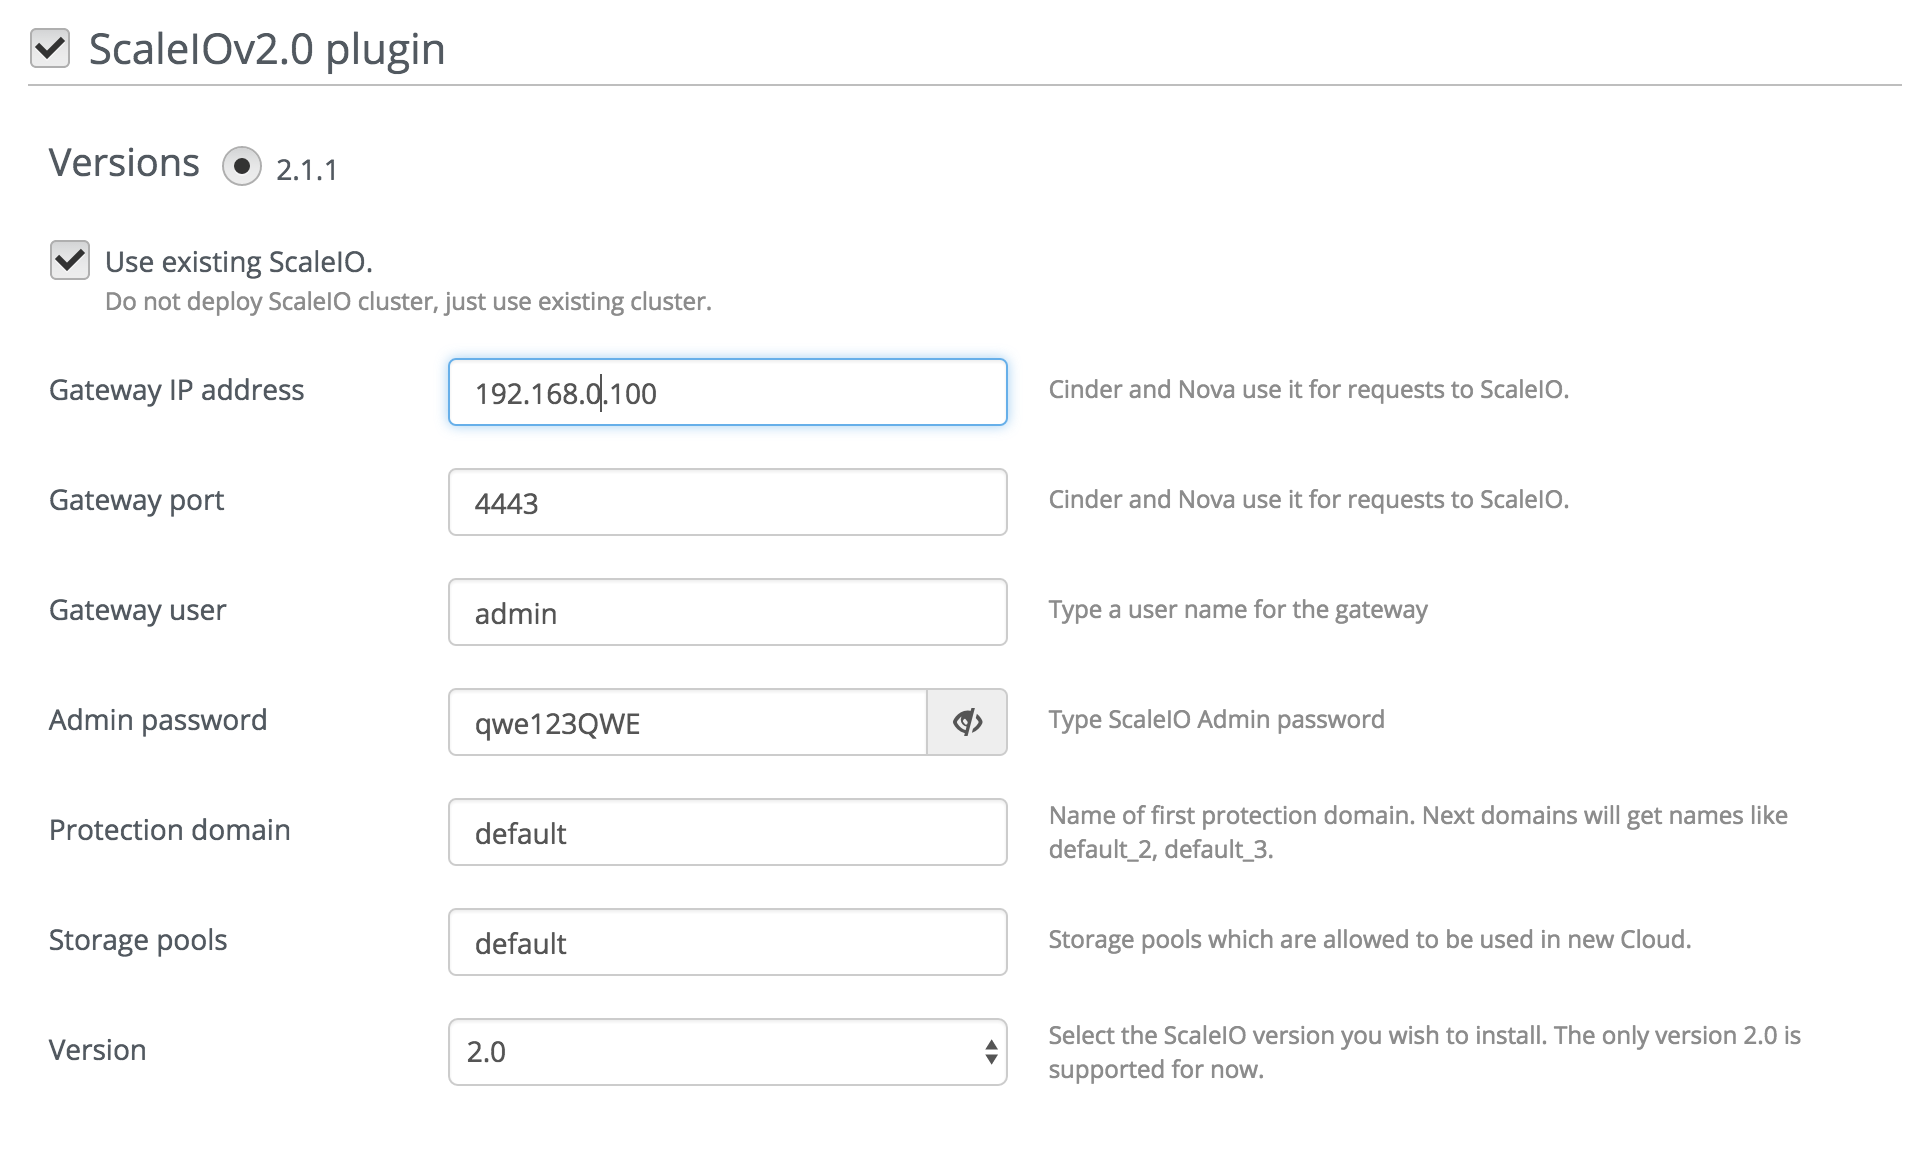 ScaleIOv2.0 plugin
Versions 2.1.1
Use existing ScaleIO.
Do not deploy ScaleIO cluster, just use existing cluster.
Gateway IP address 192.168.0.100 Cinder and Nova use it for requests to ScaleIO.
Gateway port 4443 Cinder and Nova use it for requests to ScaleIO.
Gateway user admin Type a user name for the gateway
Admin password qwe123QWE Type ScaleIO Admin password
Protection domain default Name of first protection domain. Next domains will get names like
default_2, default_3.
Storage pools default Storage pools which are allowed to be used in new Cloud.
Version 2.0 Select the ScaleIO version you wish to install. The only version 2.0 is
supported for now.